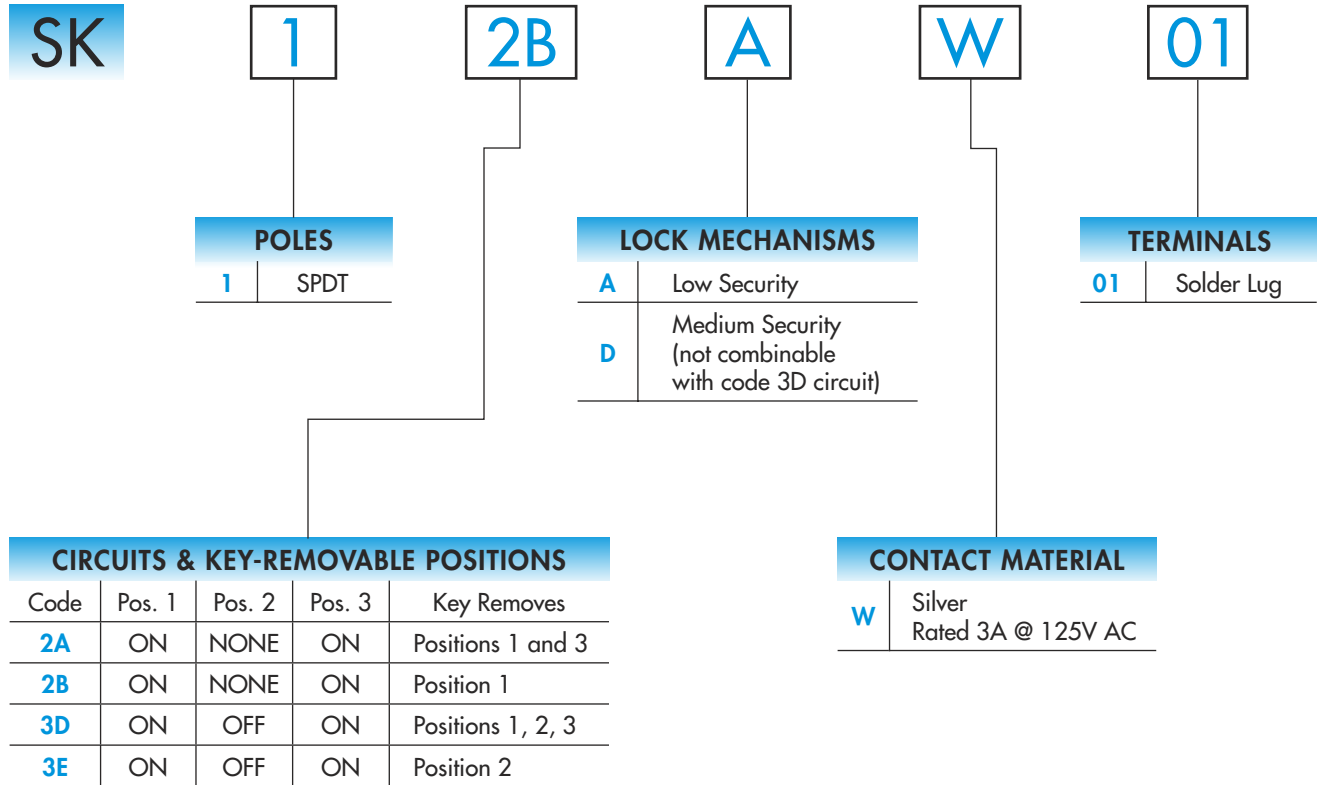 SK 1 2B A W 01
POLES
1 SPDT
LOCK MECHANISMS
A Low Security
D Medium Security
(not combinable
with code 3D circuit)
TERMINALS
01 Solder Lug
CIRCUITS & KEY-REMOVABLE POSITIONS
Code Pos. 1 Pos. 2 Pos. 3 Key Removes
2A ON NONE ON Positions 1 and 3
2B ON NONE ON Position 1
3D ON OFF ON Positions 1, 2, 3
3E ON OFF ON Position 2
CONTACT MATERIAL
W Silver
Rated 3A @ 125V AC